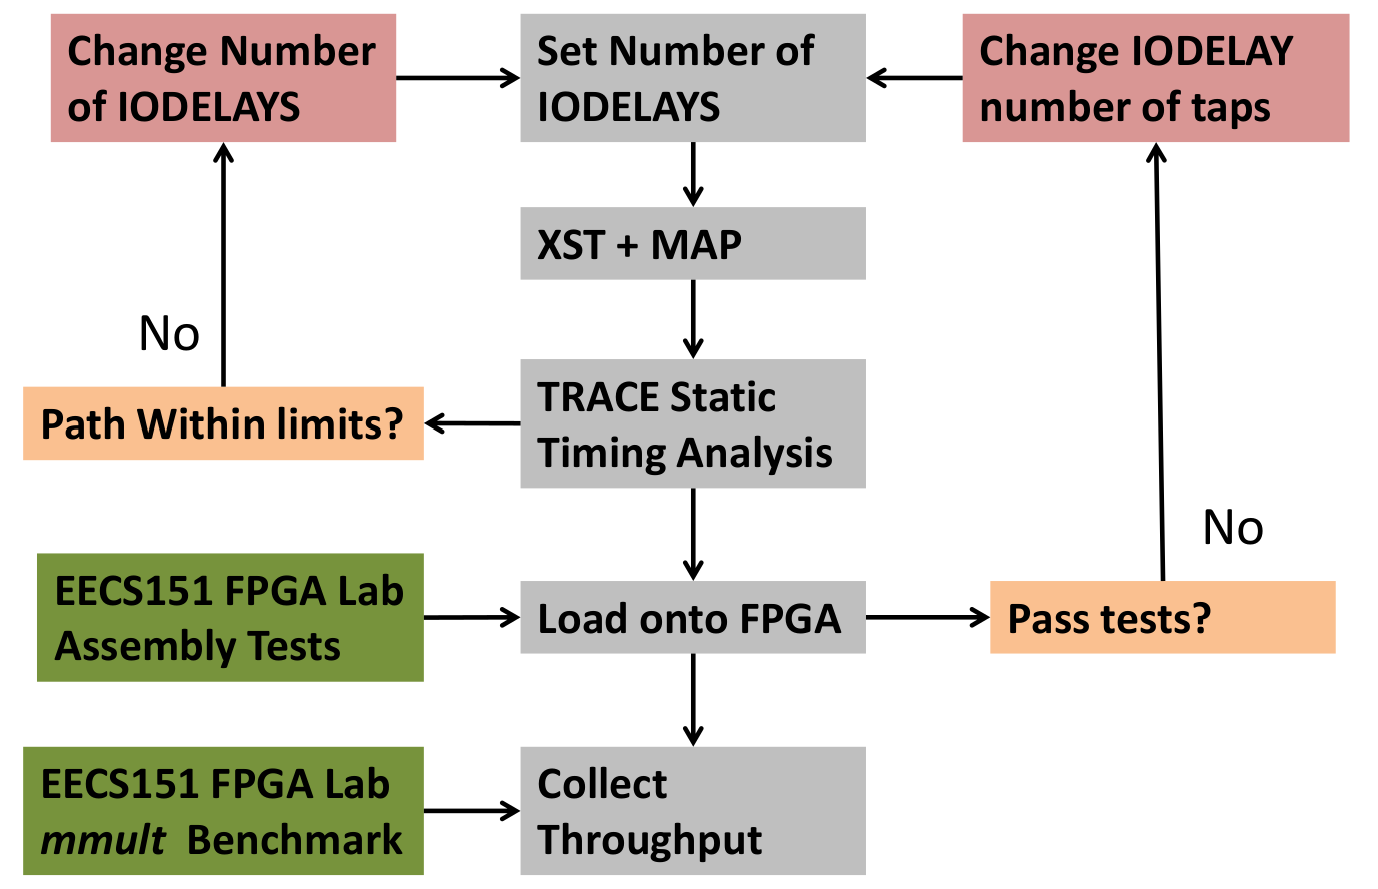 Change Number
of IODELAYS
Set Number of
IODELAYS
Change IODELAY
number of taps
XST + MAP
No
TRACE Static
Timing Analysis
Path Within limits?
No
EECS151 FPGA Lab
Assembly Tests
Load onto FPGA
Pass tests?
EECS151 FPGA Lab
mmult Benchmark
Collect
Throughput